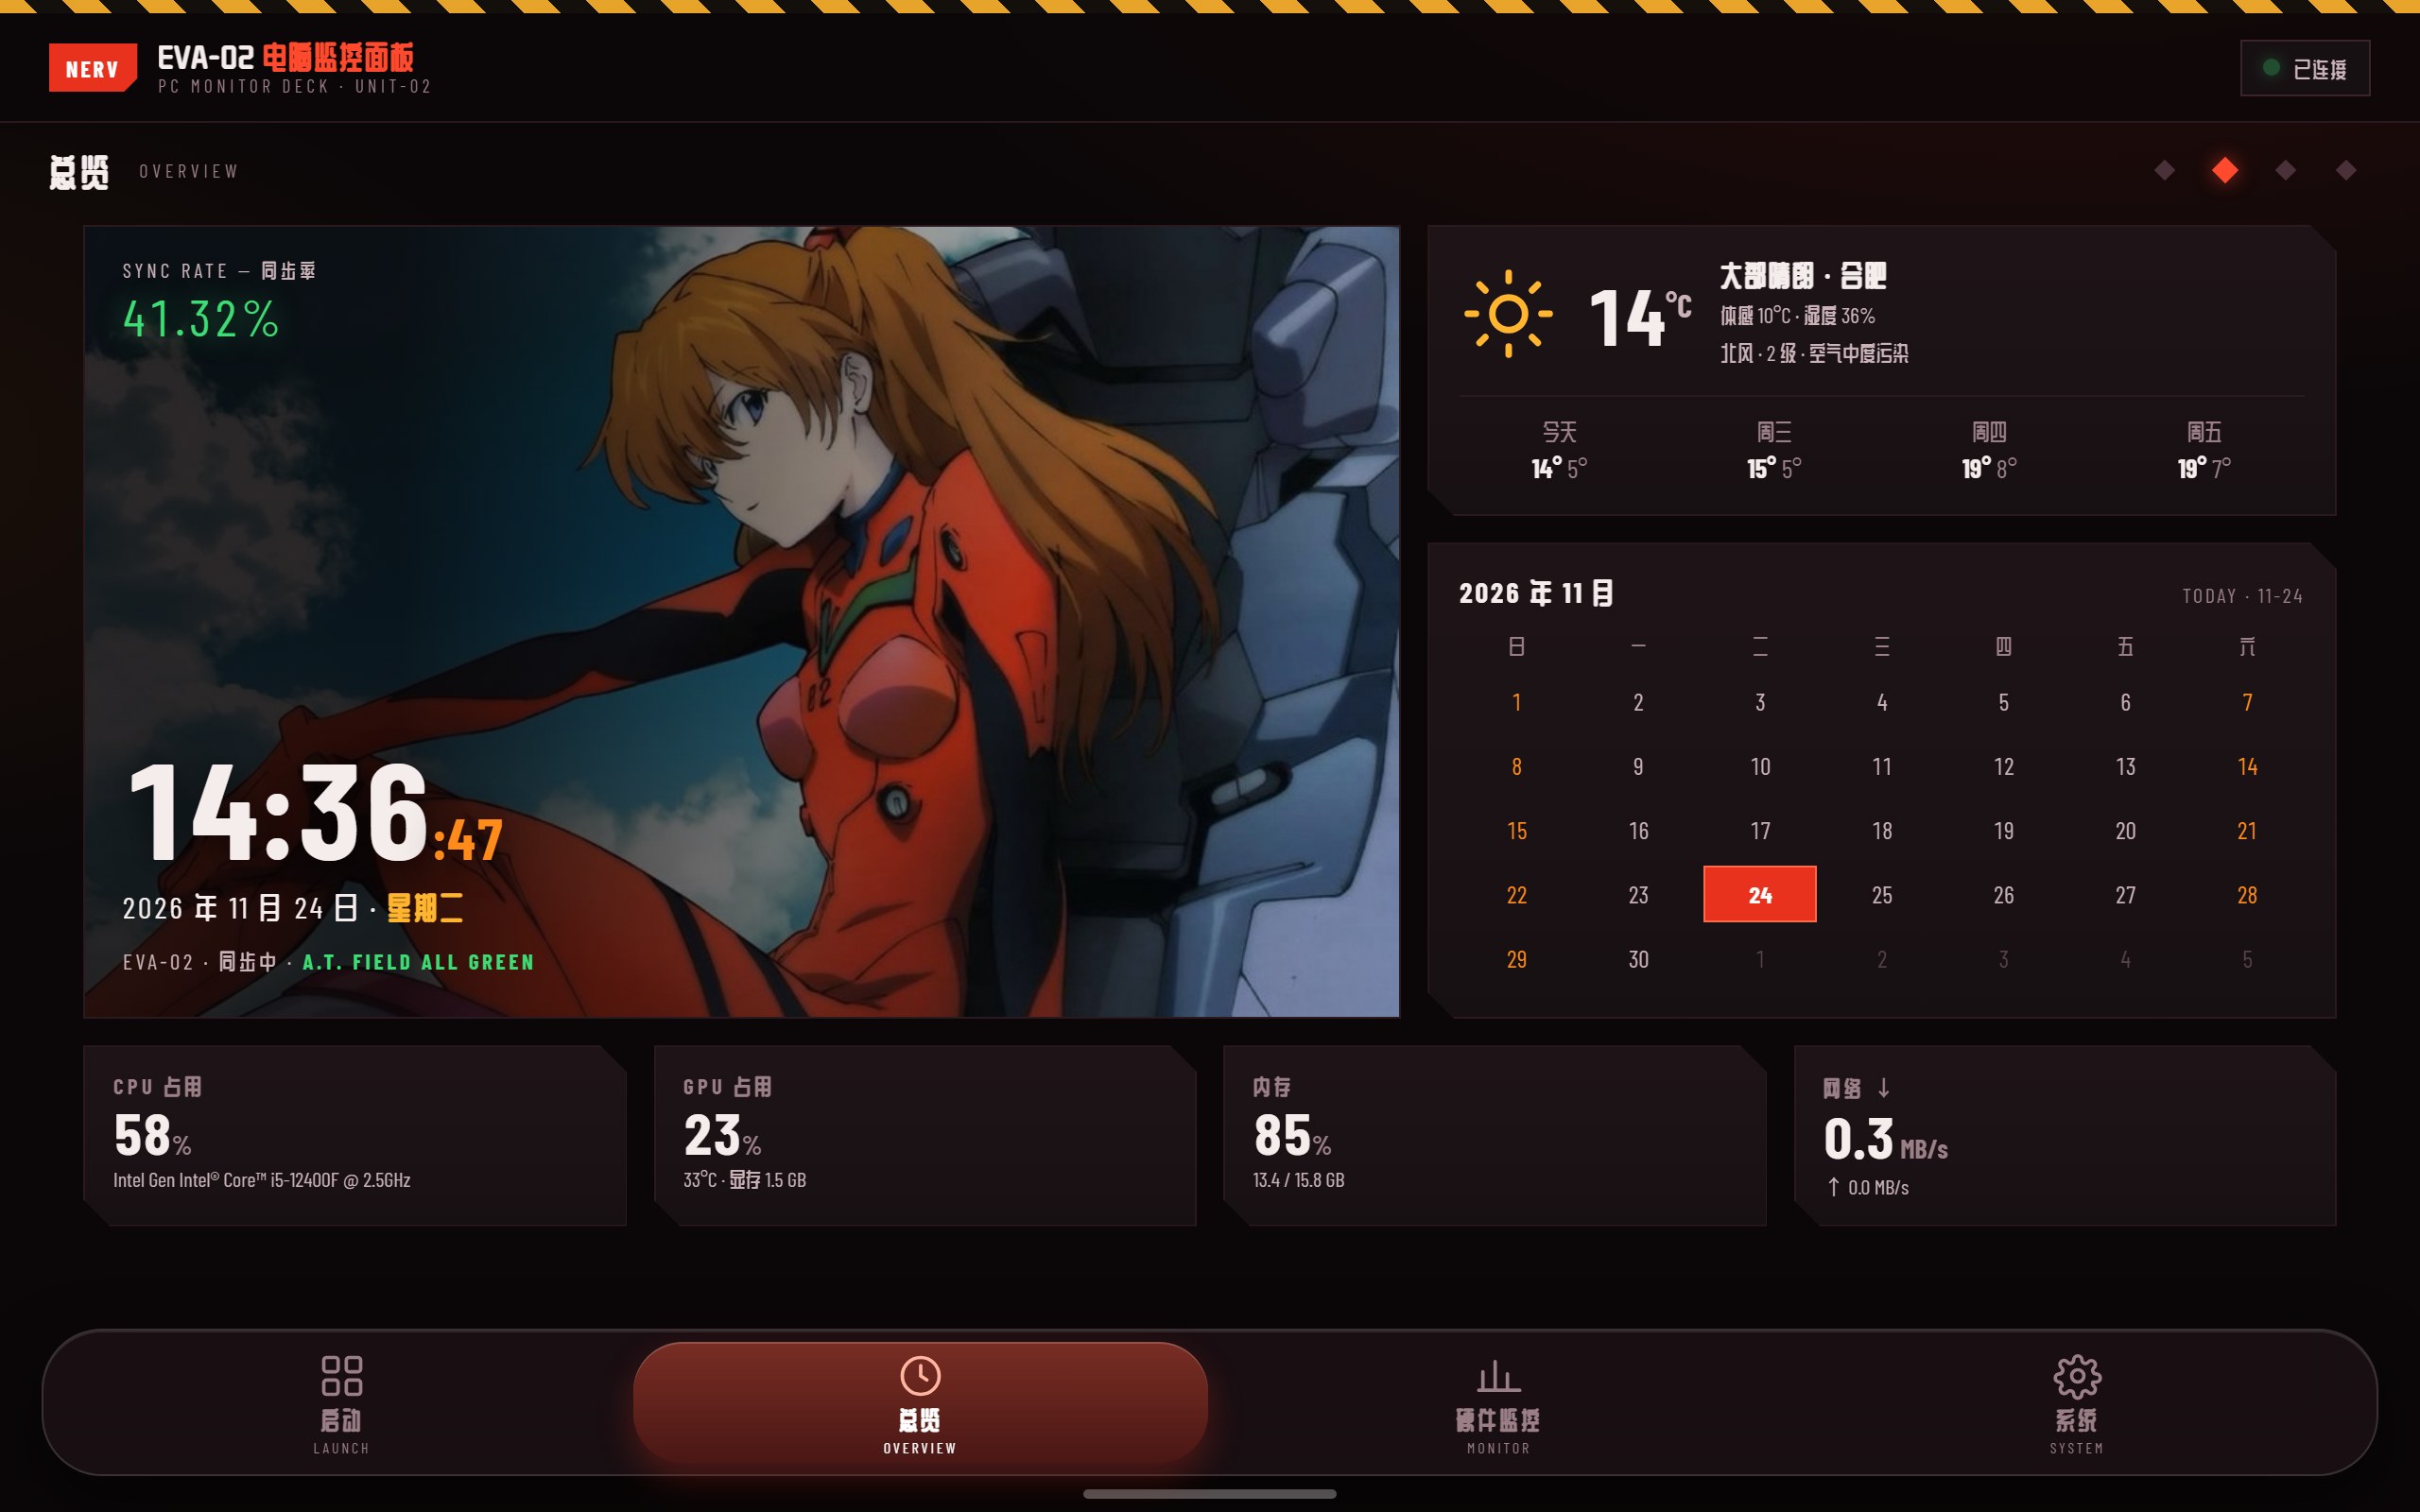 NERV
EVA-02 电脑监控面板
PC MONITOR DECK · UNIT-02
已连接
总览 OVERVIEW
SYNC RATE — 同步率
41.32%
14:36:47
2026 年 11 月 24 日 · 星期二
EVA-02 · 同步中 · A.T. FIELD ALL GREEN
02
14°C
大部晴朗 · 合肥
体感 10°C · 湿度 36%
北风 · 2 级 · 空气中度污染
今天 周三 周四 周五
14° 5° 15° 5° 19° 8° 19° 7°
2026 年 11 月 TODAY · 11-24
日 一 二 三 四 五 六
1 2 3 4 5 6 7
8 9 10 11 12 13 14
15 16 17 18 19 20 21
22 23 24 25 26 27 28
29 30 1 2 3 4 5
CPU 占用
58%
Intel Gen Intel® Core™ i5-12400F @ 2.5GHz
GPU 占用
23%
33°C · 显存 1.5 GB
内存
85%
13.4 / 15.8 GB
网络 ↓
0.3 MB/s
↑ 0.0 MB/s
启动
LAUNCH
总览
OVERVIEW
硬件监控
MONITOR
系统
SYSTEM